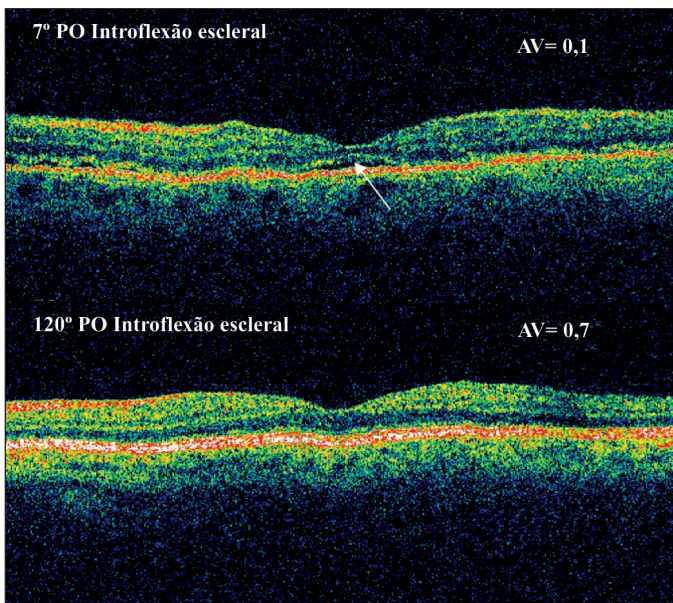 7º PO Introflexão escleral
AV= 0,1
120º PO Introflexão escleral
AV= 0,7